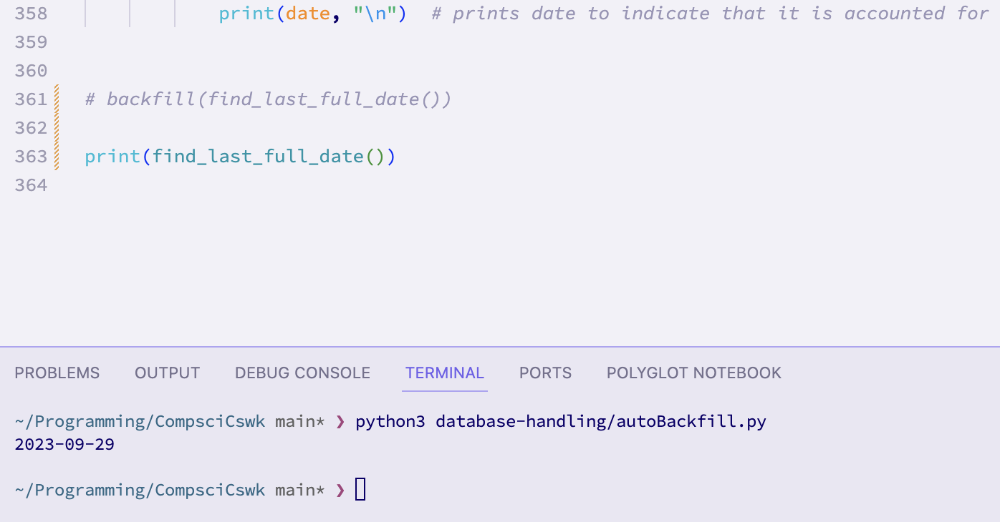 358 print(date, "\n")  # prints date to indicate that it is accounted for
359
360
361 # backfill(find_last_full_date())
362
363 print(find_last_full_date())
364
PROBLEMS OUTPUT DEBUG CONSOLE TERMINAL PORTS POLYGLOT NOTEBOOK
~/Programming/CompsciCswk main* ❯ python3 database-handling/autoBackfill.py
2023-09-29
~/Programming/CompsciCswk main* ❯